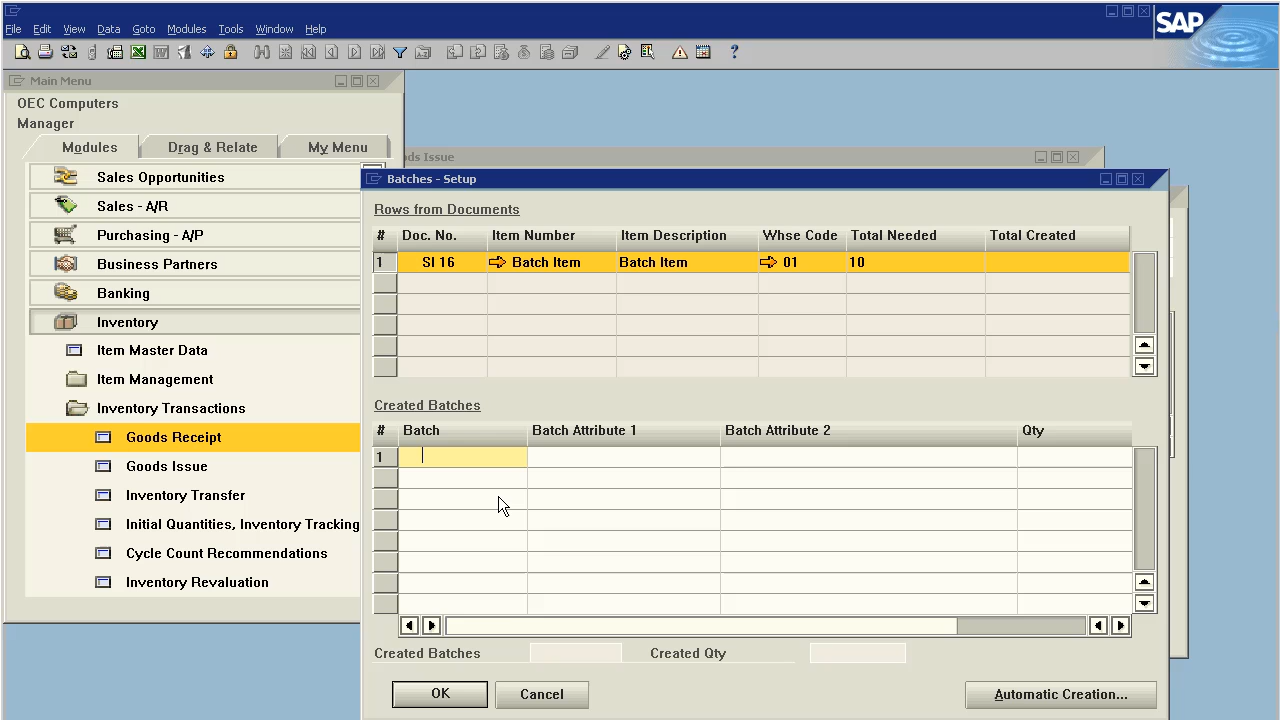 File Edit View Data Goto Modules Tools Window Help
SAP
Main Menu
OEC Computers
Manager
Modules Drag & Relate My Menu
Sales Opportunities
Sales - A/R
Purchasing - A/P
Business Partners
Banking
Inventory
Item Master Data
Item Management
Inventory Transactions
Goods Receipt
Goods Issue
Inventory Transfer
Initial Quantities, Inventory Tracking
Cycle Count Recommendations
Inventory Revaluation
ds Issue
Batches - Setup
Rows from Documents
# Doc. No. Item Number Item Description Whse Code Total Needed Total Created
1 SI 16 Batch Item Batch Item 01 10
Created Batches
# Batch Batch Attribute 1 Batch Attribute 2 Qty
1
Created Batches Created Qty
OK Cancel Automatic Creation...